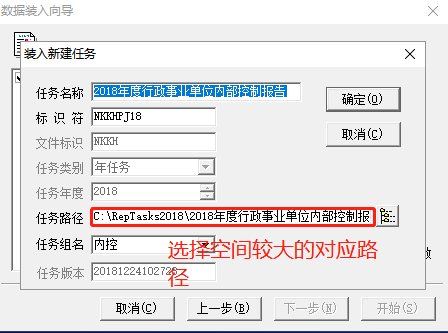 数据装入向导
装入新建任务
任务名称 2018年度行政事业单位内部控制报告
确定(O)
标 识 符 NKKHPJ18
取消(C)
文件标识 NKKH
任务类别 年任务
任务年度 2018
任务路径 C:\RepTasks2018\2018年度行政事业单位内部控制报
任务组名 内控
选择空间较大的对应路
径
任务版本 20181224102728
取消(C) 上一步(B) 下一步(N) 开始(S)